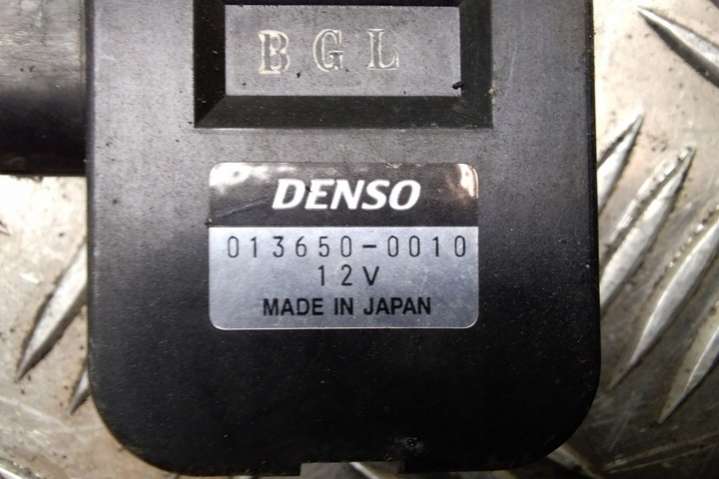 BGL
DENSO
013650-0010
12V
MADE IN JAPAN